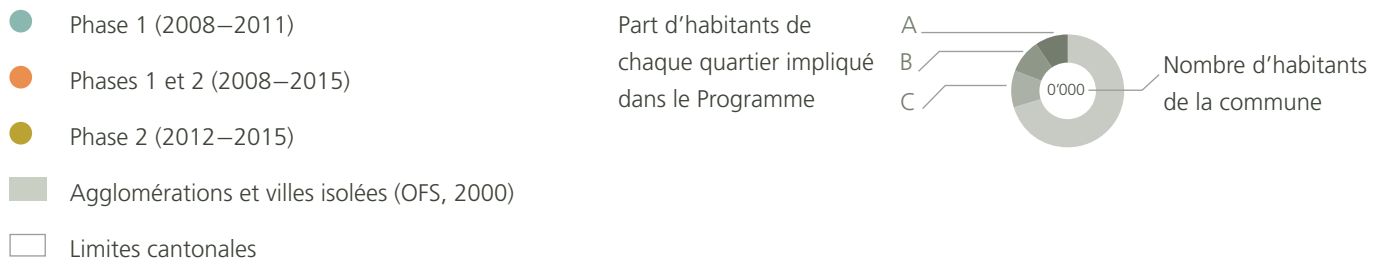 Phase 1 (2008–2011)
Phases 1 et 2 (2008–2015)
Phase 2 (2012–2015)
Agglomérations et villes isolées (OFS, 2000)
Limites cantonales
Part d’habitants de
chaque quartier impliqué
dans le Programme
A
B
C
0’000
Nombre d’habitants
de la commune